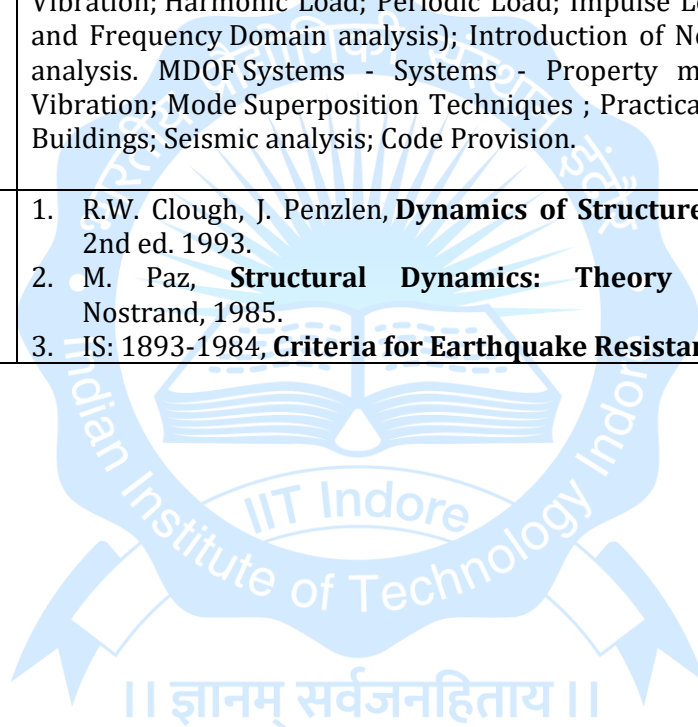 Vibration; Harmonic Load; Periodic Load; Impulse
and Frequency Domain analysis); Introduction of
analysis. MDOF Systems - Systems - Property
Vibration; Mode Superposition Techniques ;
Buildings; Seismic analysis; Code Provision.
1. R.W. Clough, J. Penzlen, Dynamics of
2nd ed. 1993.
2. M. Paz, Structural Dynamics: Theory
Nostrand, 1985.
3. IS: 1893-1984, Criteria for Earthquake
भारतीय प्रौद्योगिकी संस्थान इंदौर
IIT Indore
Indian Institute of Technology Indore
।। ज्ञानम् सर्वजनहिताय ।।